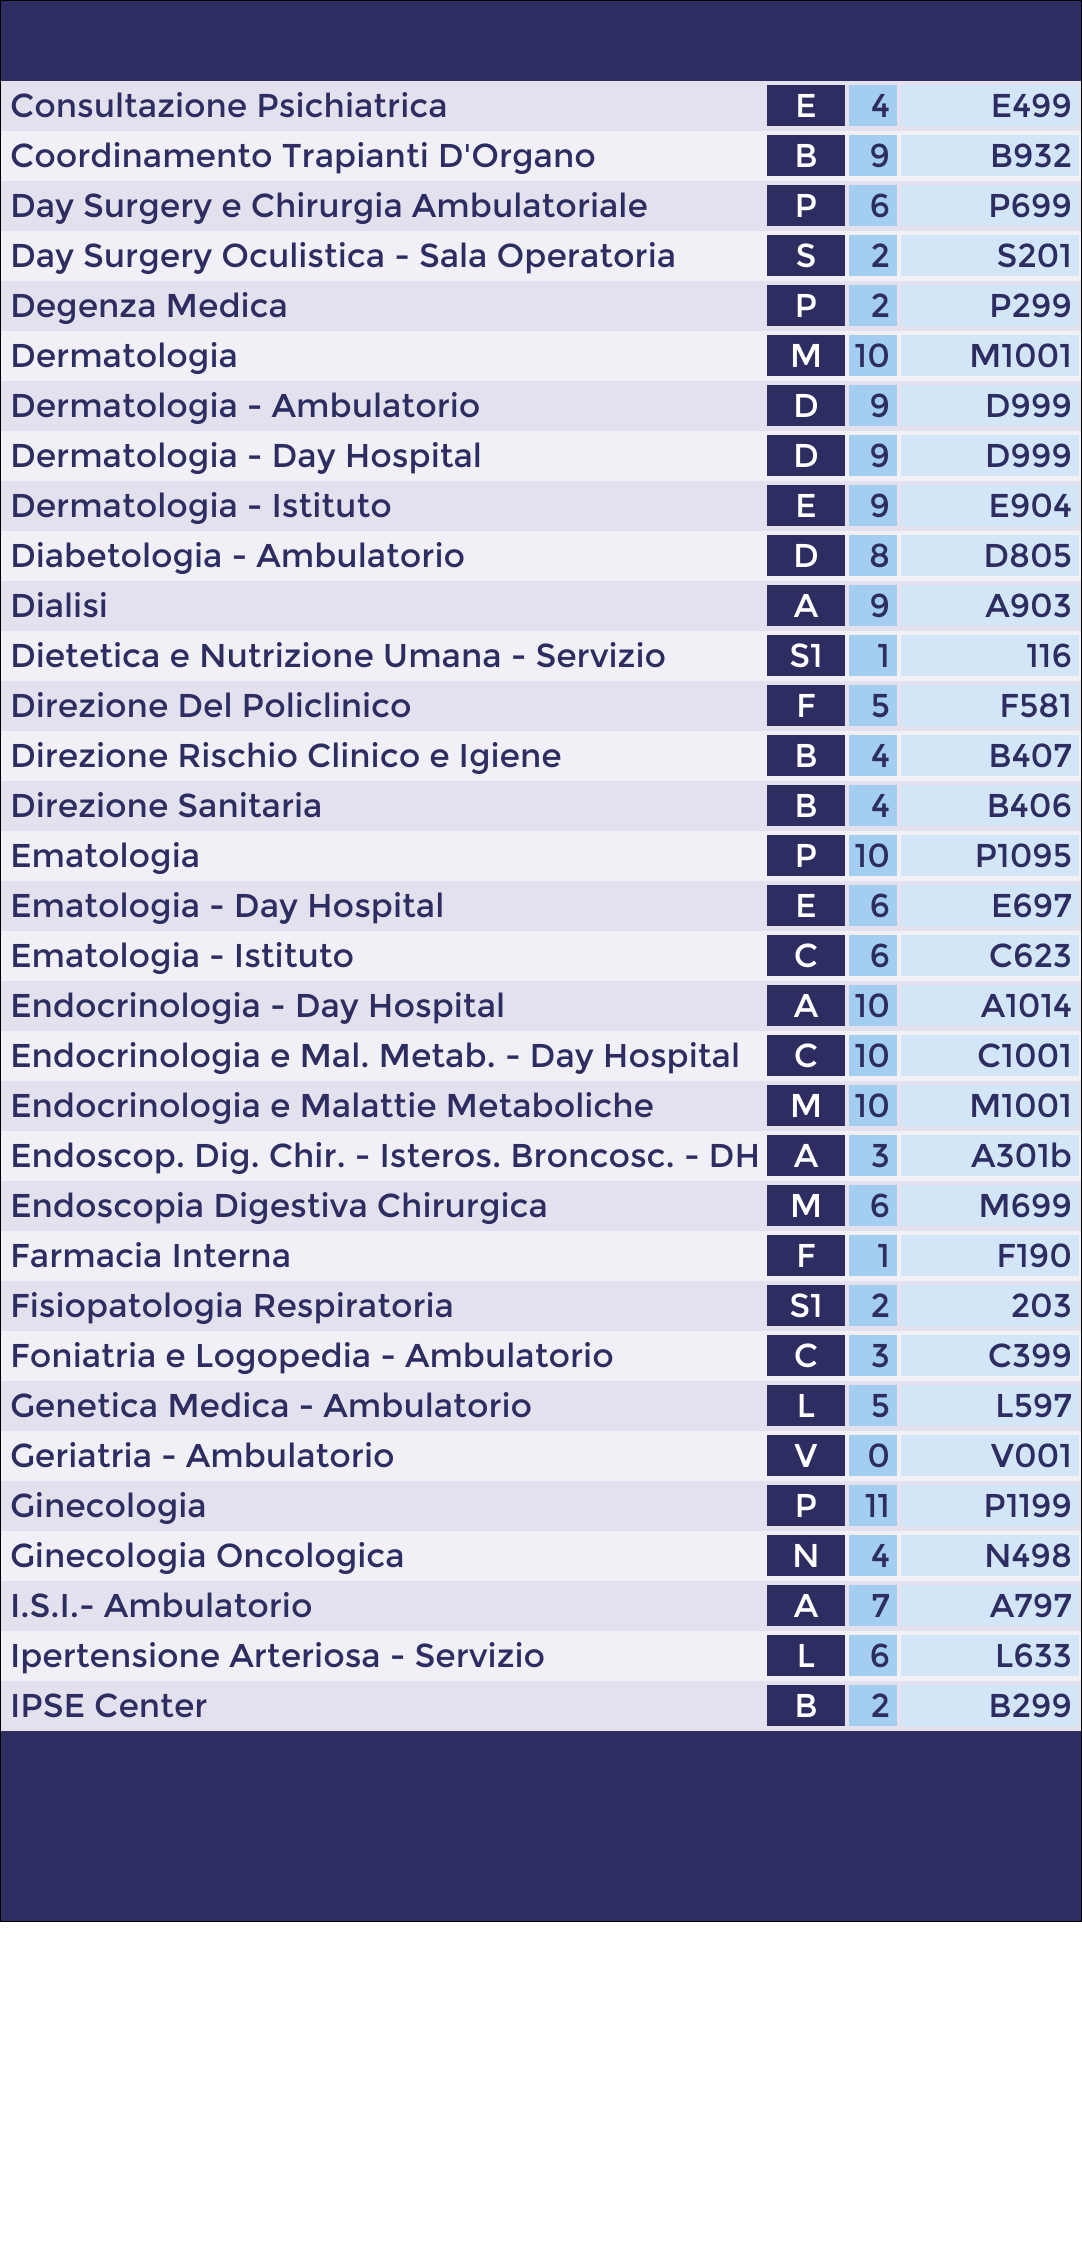 Consultazione Psichiatrica E 4 E499
Coordinamento Trapianti D'Organo B 9 B932
Day Surgery e Chirurgia Ambulatoriale P 6 P699
Day Surgery Oculistica - Sala Operatoria S 2 S201
Degenza Medica P 2 P299
Dermatologia M 10 M1001
Dermatologia - Ambulatorio D 9 D999
Dermatologia - Day Hospital D 9 D999
Dermatologia - Istituto E 9 E904
Diabetologia - Ambulatorio D 8 D805
Dialisi A 9 A903
Dietetica e Nutrizione Umana - Servizio S1 1 116
Direzione Del Policlinico F 5 F581
Direzione Rischio Clinico e Igiene B 4 B407
Direzione Sanitaria B 4 B406
Ematologia P 10 P1095
Ematologia - Day Hospital E 6 E697
Ematologia - Istituto C 6 C623
Endocrinologia - Day Hospital A 10 A1014
Endocrinologia e Mal. Metab. - Day Hospital C 10 C1001
Endocrinologia e Malattie Metaboliche M 10 M1001
Endoscop. Dig. Chir. - Isteros. Broncosc. - DH A 3 A301b
Endoscopia Digestiva Chirurgica M 6 M699
Farmacia Interna F 1 F190
Fisiopatologia Respiratoria S1 2 203
Foniatria e Logopedia - Ambulatorio C 3 C399
Genetica Medica - Ambulatorio L 5 L597
Geriatria - Ambulatorio V 0 V001
Ginecologia P 11 P1199
Ginecologia Oncologica N 4 N498
I.S.I.- Ambulatorio A 7 A797
Ipertensione Arteriosa - Servizio L 6 L633
IPSE Center B 2 B299